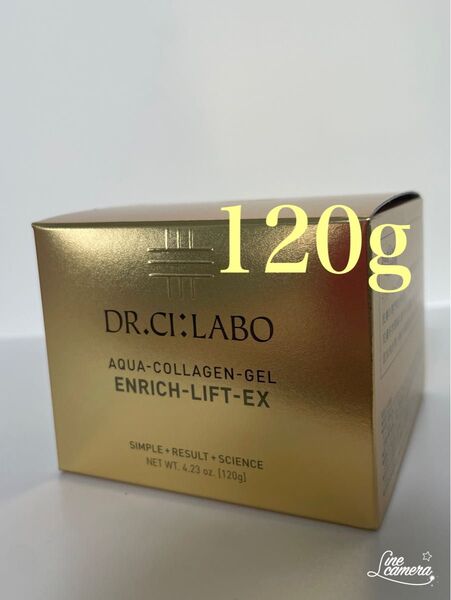 120g
DR.CI:LABO
AQUA-COLLAGEN-GEL
ENRICH-LIFT-EX
SIMPLE+RESULT+SCIENCE
NET WT. 4.23 oz. [120g]
Line
camera